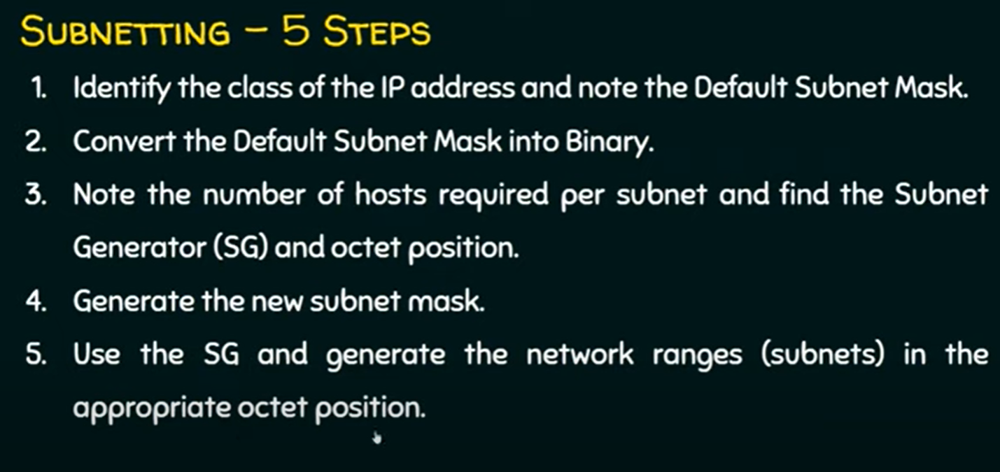 SUBNETTING – 5 STEPS
1. Identify the class of the IP address and note the Default Subnet Mask.
2. Convert the Default Subnet Mask into Binary.
3. Note the number of hosts required per subnet and find the Subnet
Generator (SG) and octet position.
4. Generate the new subnet mask.
5. Use the SG and generate the network ranges (subnets) in the
appropriate octet position.